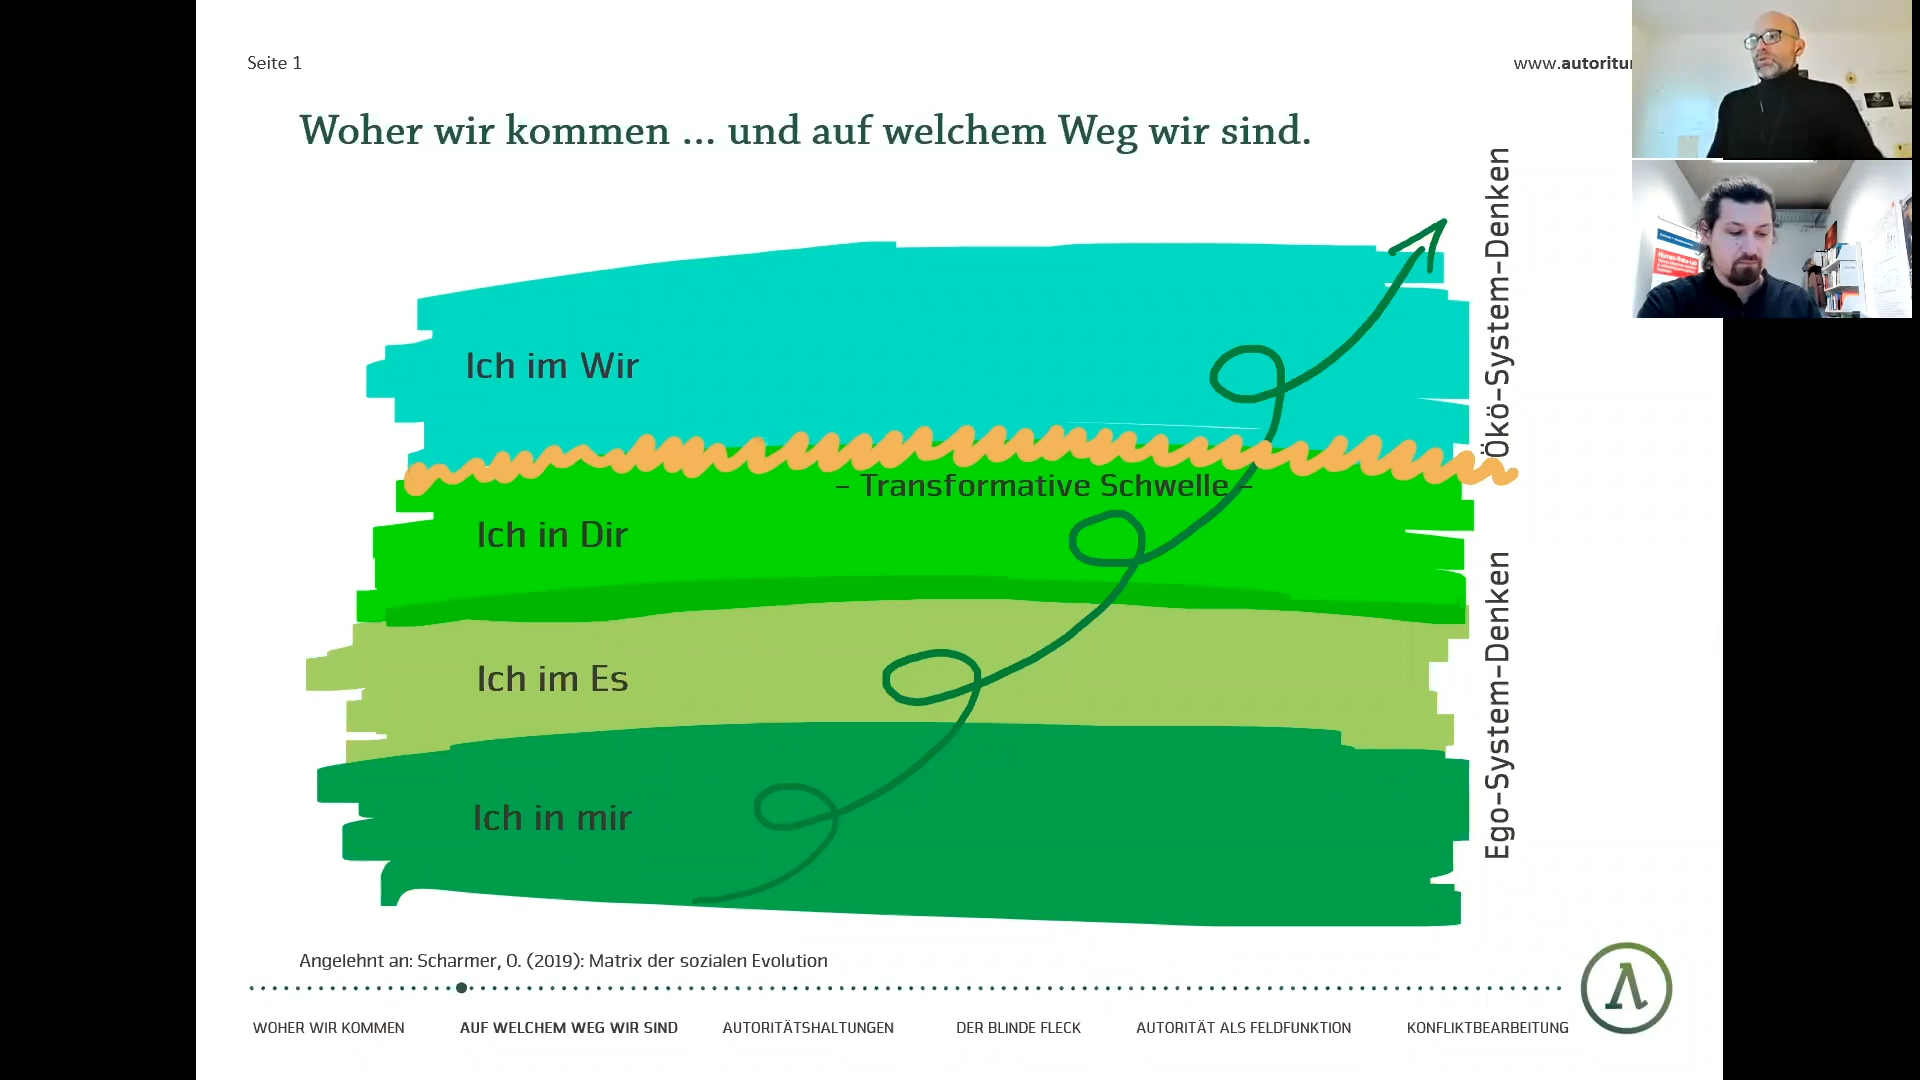 Seite 1
www.autoritu
Woher wir kommen ... und auf welchem Weg wir sind.
Ökö-System-Denken
Ich im Wir
- Transformative Schwelle -
Ich in Dir
Ego-System-Denken
Ich im Es
Ich in mir
Angelehnt an: Scharmer, O. (2019): Matrix der sozialen Evolution
WOHER WIR KOMMEN
AUF WELCHEM WEG WIR SIND
AUTORITÄTSHALTUNGEN
DER BLINDE FLECK
AUTORITÄT ALS FELDFUNKTION
KONFLIKTBEARBEITUNG